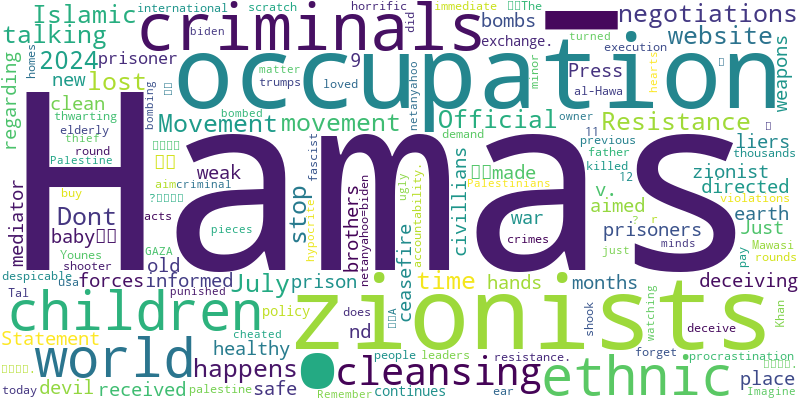 international scratch horrific immediate The
Islamic criminals negotiations
talking biden did bombs exchange. turned website
homes 2024 prisoner 9 Press execution
regarding new lost occupation matter trumps minor al-Hawa weapons
clean bombing bombed loved netanyahoo hearts owner
thwarting Movement movement Official Resistance
elderly demand 11 previous liers
thief round father thousands
Palestine weak killed 12 zionist
Hamas
fascist made v. directed
aim criminal stop brothers civillians Palestinians aimed earth
buy hypocrite ugly ? r violations.
mediator Dont acts war prisoners Just
baby pieces crimes minds Mawasi
Younes GAZA netanyahoo-biden accountability. just pay rounds
shooter old ceasefire time
despicable usa forces informed July prison hands months deceiving
Tal punished policy A shook watching Khan deceive
children zionists
Statement cheated does nd
world healthy people leaders resistance. forget procrastination
happens cleansing ethnic place
today devil received palestine safe Remember continues ear Imagine